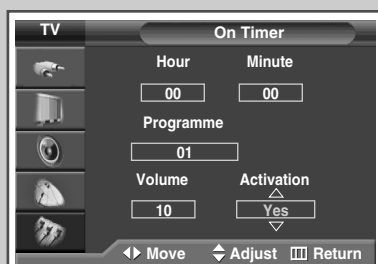 TV On Timer
Hour Minute
00 00
Programme
01
Volume Activation
10 Yes
Move Adjust Return